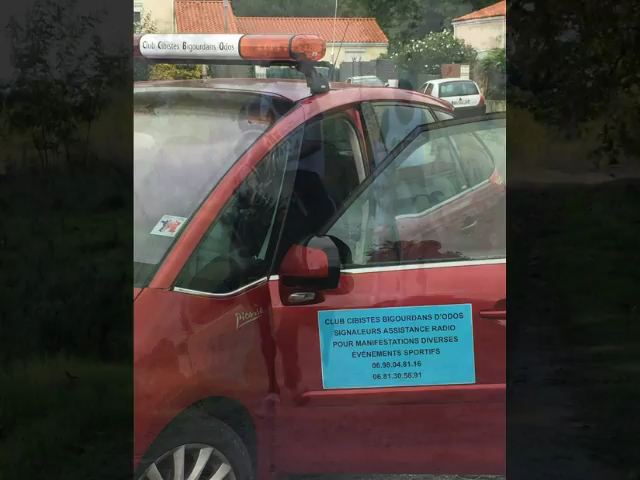 Club Cibistes Bigourdans Odos
Picasso
CLUB CIBISTES BIGOURDANS D'ODOS
SIGNALEURS ASSISTANCE RADIO
POUR MANIFESTATIONS DIVERSES
ÉVÉNEMENTS SPORTIFS
06.98.04.81.16
06.81.30.56.91